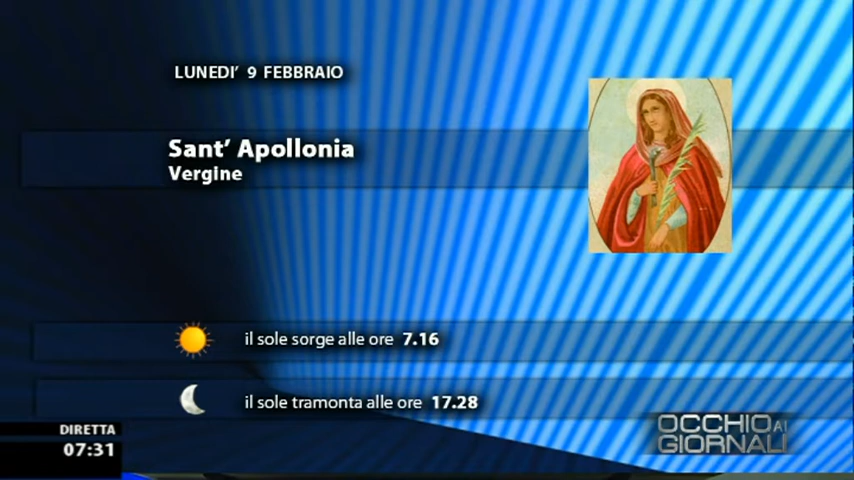 LUNEDI' 9 FEBBRAIO
Sant' Apollonia
Vergine
il sole sorge alle ore 7.16
il sole tramonta alle ore 17.28
DIRETTA
07:31
OCCHIO AI
GIORNALI